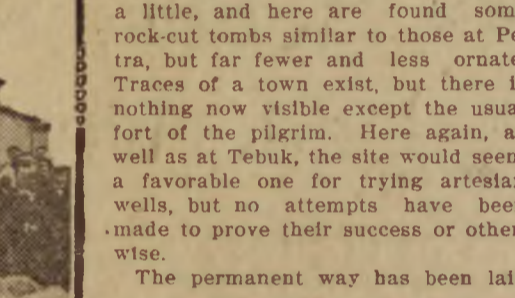 a little, and here are found som
rock-cut tombs similar to those at Pe
tra, but far fewer and less ornate
Traces of a town exist, but there i
nothing now visible except the usua
fort of the pilgrim. Here again, a
well as at Tebuk, the site would seem
a favorable one for trying artesian
wells, but no attempts have been
made to prove their success or other
wise.
The permanent way has been lai